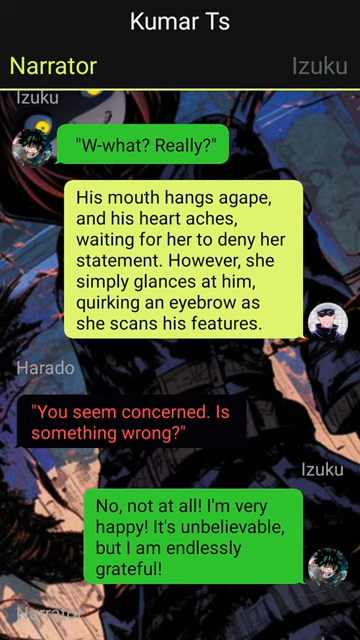 Kumar Ts
Narrator Izuku
Izuku
"W-what? Really?"
His mouth hangs agape,
and his heart aches,
waiting for her to deny her
statement. However, she
simply glances at him,
quirking an eyebrow as
she scans his features.
Harado
"You seem concerned. Is
something wrong?"
Izuku
No, not at all! I'm very
happy! It's unbelievable,
but I am endlessly
grateful!
Narrator